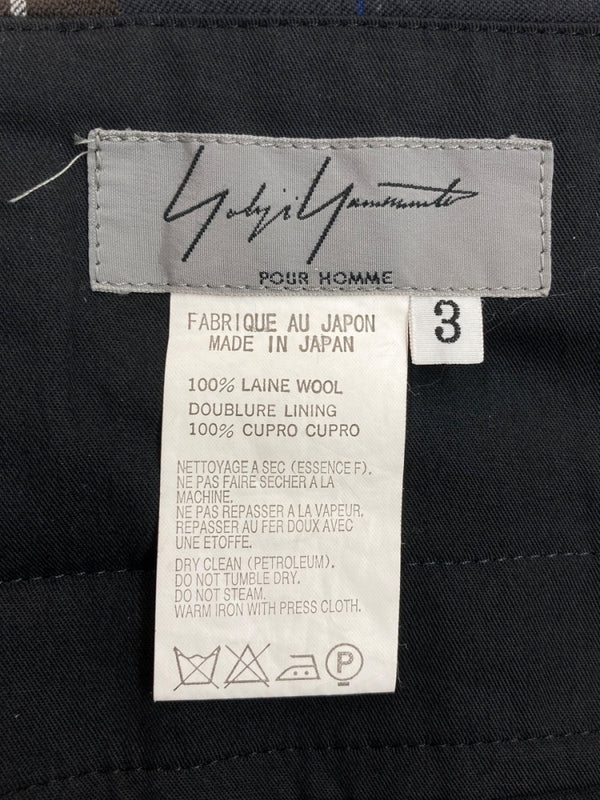 Yohji Yamamoto
POUR HOMME
3
FABRIQUE AU JAPON
MADE IN JAPAN
100% LAINE WOOL
DOUBLURE LINING
100% CUPRO CUPRO
NETTOYAGE A SEC (ESSENCE F).
NE PAS FAIRE SECHER A LA
MACHINE.
NE PAS REPASSER A LA VAPEUR.
REPASSER AU FER DOUX AVEC
UNE ETOFFE.
DRY CLEAN (PETROLEUM).
DO NOT TUMBLE DRY.
DO NOT STEAM.
WARM IRON WITH PRESS CLOTH.
P